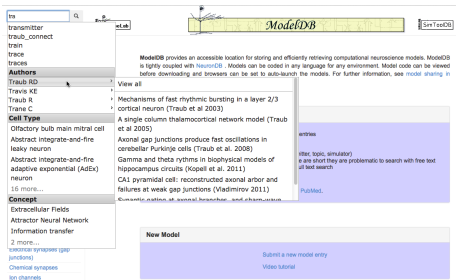 tra
transmitter
traub_connect
train
trace
traces
Authors
Traub RD
Travis KE
Traub R
Trane C
Cell Type
Olfactory bulb main mitral cell
Abstract integrate-and-fire
leaky neuron
Abstract integrate-and-fire
adaptive exponential (AdEx)
neuron
16 more...
Concept
Extracellular Fields
Attractor Neural Network
Information transfer
2 more...
Electrical synapses (gap
junctions)
Chemical synapses
Ion channels
View all
Mechanisms of fast rhythmic bursting in a layer 2/3
cortical neuron (Traub et al 2003)
A single column thalamocortical network model (Traub
et al 2005)
Axonal gap junctions produce fast oscillations in
cerebellar Purkinje cells (Traub et al. 2008)
Gamma and theta rythms in biophysical models of
hippocampus circuits (Kopell et al. 2011)
CA1 pyramidal cell: reconstructed axonal arbor and
failures at weak gap junctions (Vladimirov 2011)
ModelDB
SimToolDB
ModelDB provides an accessible location for storing and efficiently retrieving computational neuroscience models. ModelDB
is tightly coupled with NeuronDB . Models can be coded in any language for any environment. Model code can be viewed
before downloading and browsers can be set to auto-launch the models. For further information, see model sharing in
entries
topic, simulator)
are short they are problematic to search with free text
text search
PubMed.
New Model
Submit a new model entry
Video tutorial